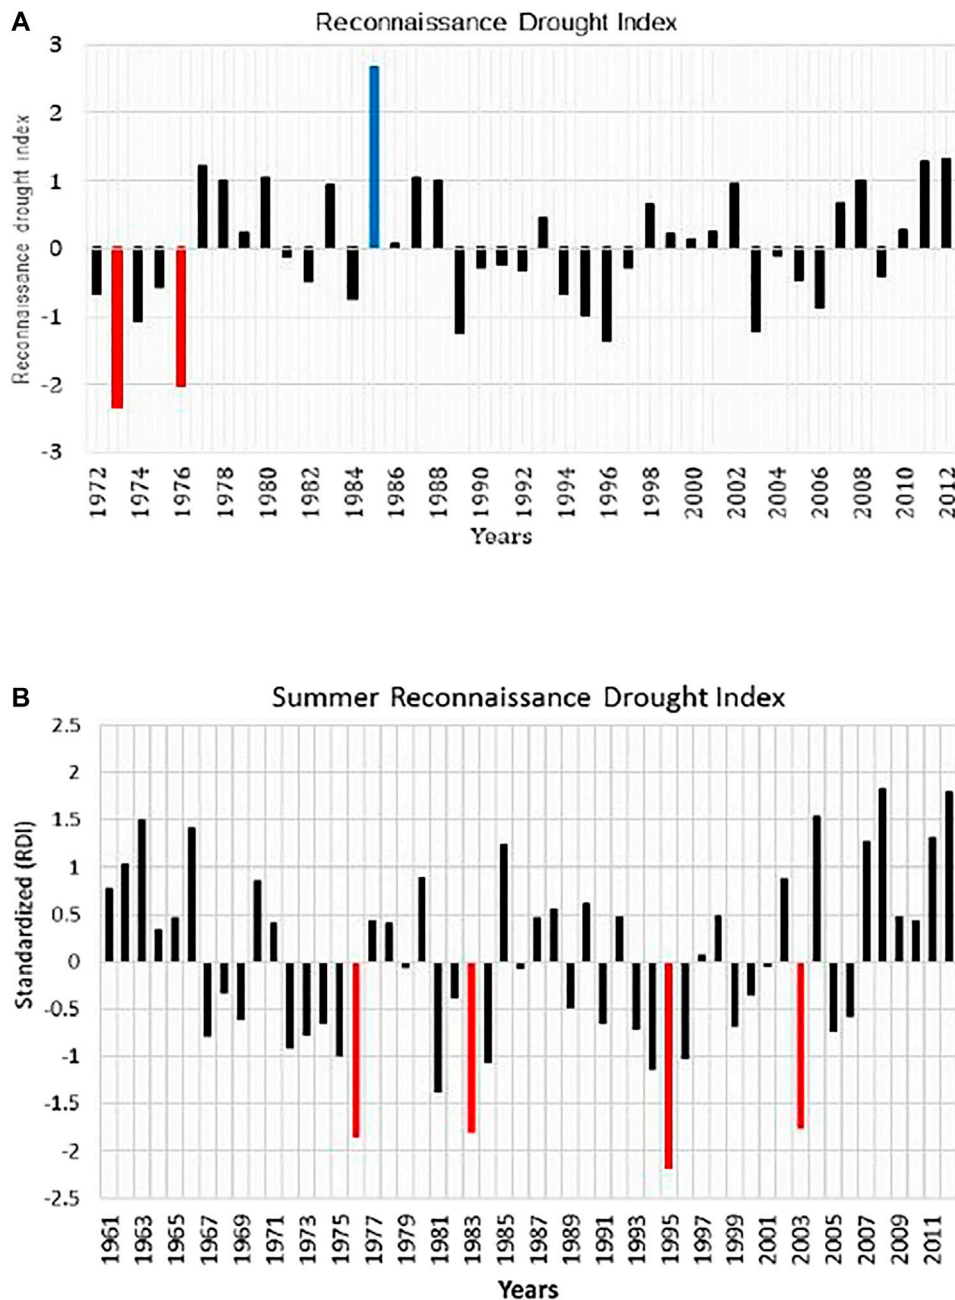 A
Reconnaissance Drought Index
Reconnaissance drought index
3
2
1
0
-1
-2
-3
1972 1974 1976 1978 1980 1982 1984 1986 1988 1990 1992 1994 1996 1998 2000 2002 2004 2006 2008 2010 2012
Years
B
Summer Reconnaissance Drought Index
Standardized (RDI)
2.5
2
1.5
1
0.5
0
-0.5
-1
-1.5
-2
-2.5
1961 1963 1965 1967 1969 1971 1973 1975 1977 1979 1981 1983 1985 1987 1989 1991 1993 1995 1997 1999 2001 2003 2005 2007 2009 2011
Years